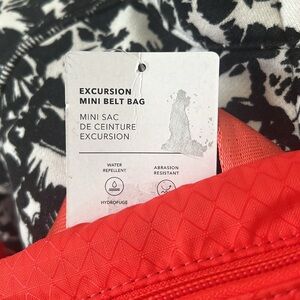 EXCURSION
MINI BELT BAG
MINI SAC
DE CEINTURE
EXCURSION
WATER
REPELLENT
ABRASION
RESISTANT
HYDROFUGE